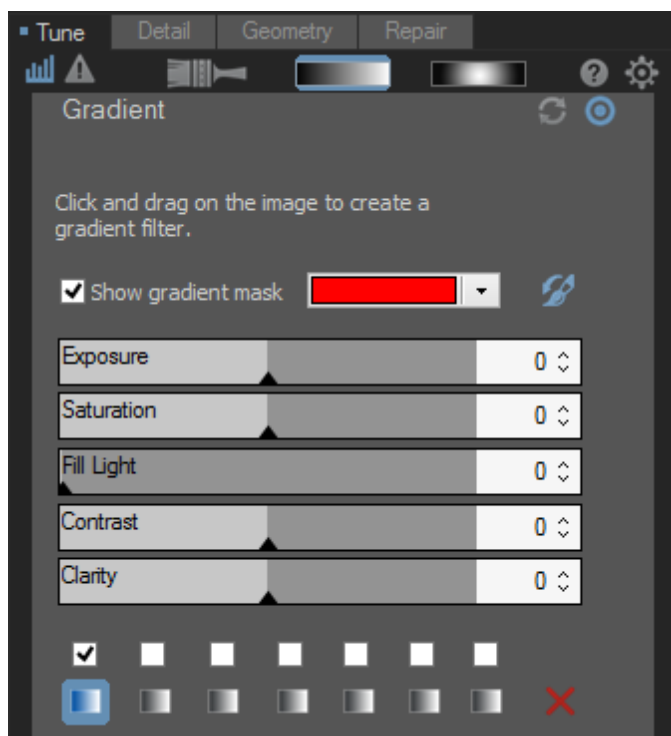 Tune Detail Geometry Repair
?
Gradient
Click and drag on the image to create a
gradient filter.
Show gradient mask
Exposure 0
Saturation 0
Fill Light 0
Contrast 0
Clarity 0